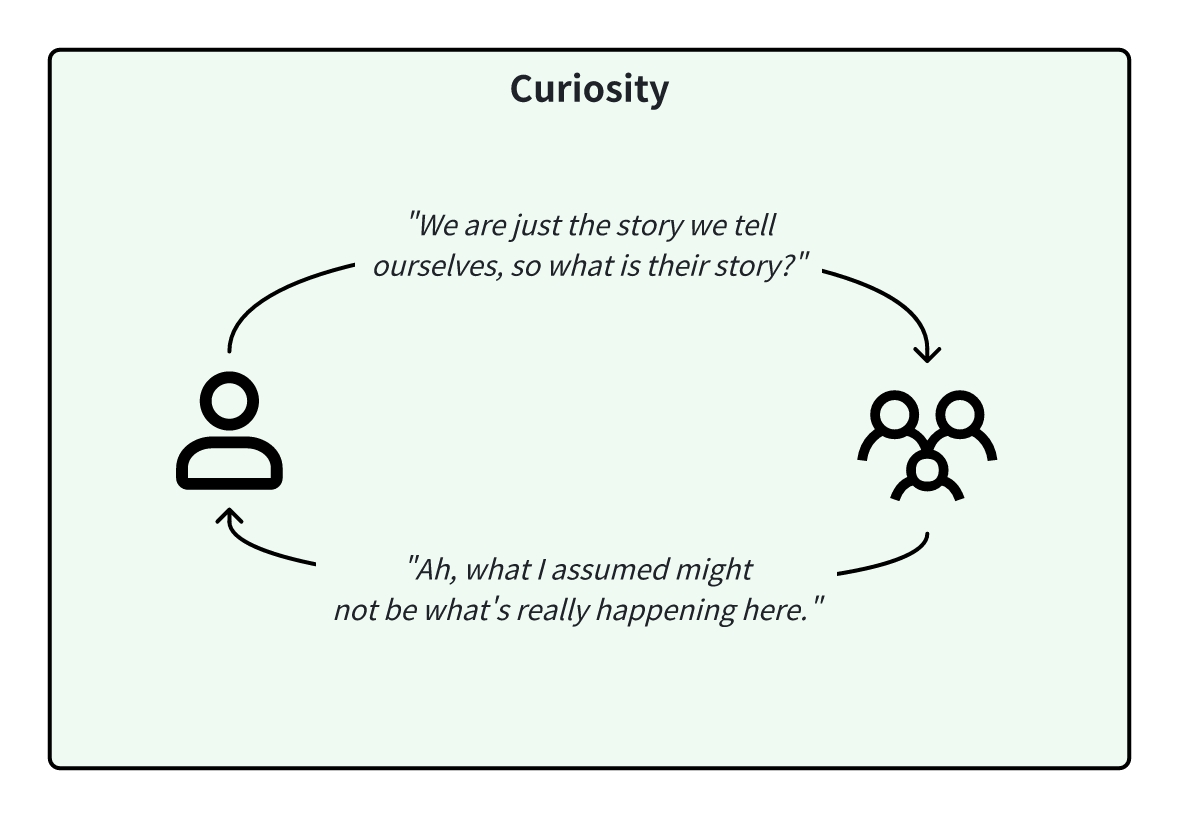 Curiosity
"We are just the story we tell
ourselves, so what is their story?"
"Ah, what I assumed might
not be what's really happening here."